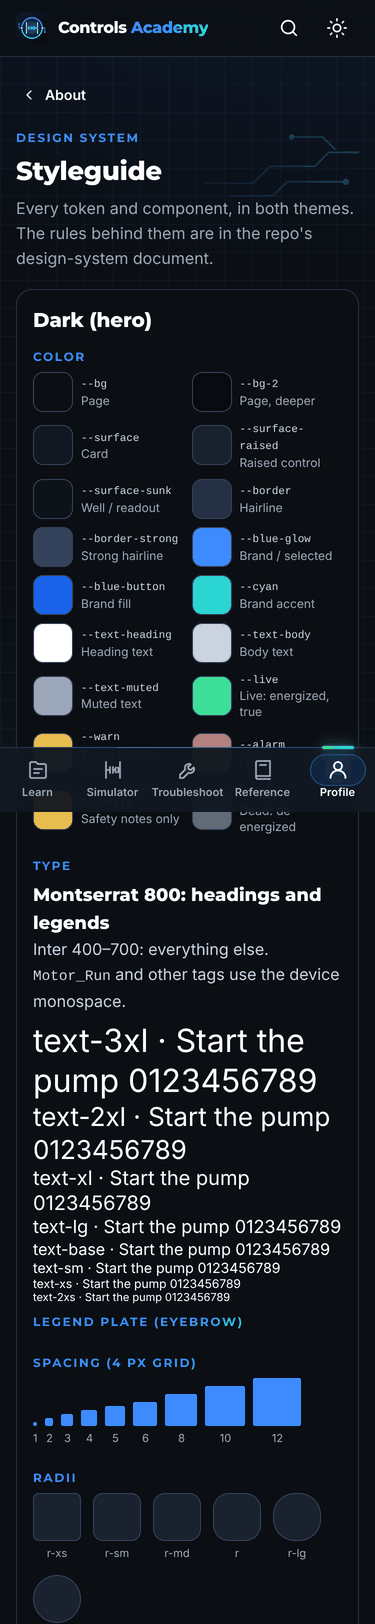 Controls Academy
About
DESIGN SYSTEM
Styleguide
Every token and component, in both themes.
The rules behind them are in the repo's
design-system document.
Dark (hero)
COLOR
--bg
Page
--bg-2
Page, deeper
--surface
Card
--surface-
raised
Raised control
--surface-sunk
Well / readout
--border
Hairline
--border-strong
Strong hairline
--blue-glow
Brand / selected
--blue-button
Brand fill
--cyan
Brand accent
--text-heading
Heading text
--text-body
Body text
--text-muted
Muted text
--live
Live: energized,
true
--warn
--alarm
Learn
Simulator
Troubleshoot
Reference
Profile
Safety notes only
Dead: de-
energized
TYPE
Montserrat 800: headings and
legends
Inter 400–700: everything else.
Motor_Run and other tags use the device
monospace.
text-3xl · Start the
pump 0123456789
text-2xl · Start the pump
0123456789
text-xl · Start the pump
0123456789
text-lg · Start the pump 0123456789
text-base · Start the pump 0123456789
text-sm · Start the pump 0123456789
text-xs · Start the pump 0123456789
text-2xs · Start the pump 0123456789
LEGEND PLATE (EYEBROW)
SPACING (4 PX GRID)
1 2 3 4 5 6 8 10 12
RADII
r-xs r-sm r-md r r-lg